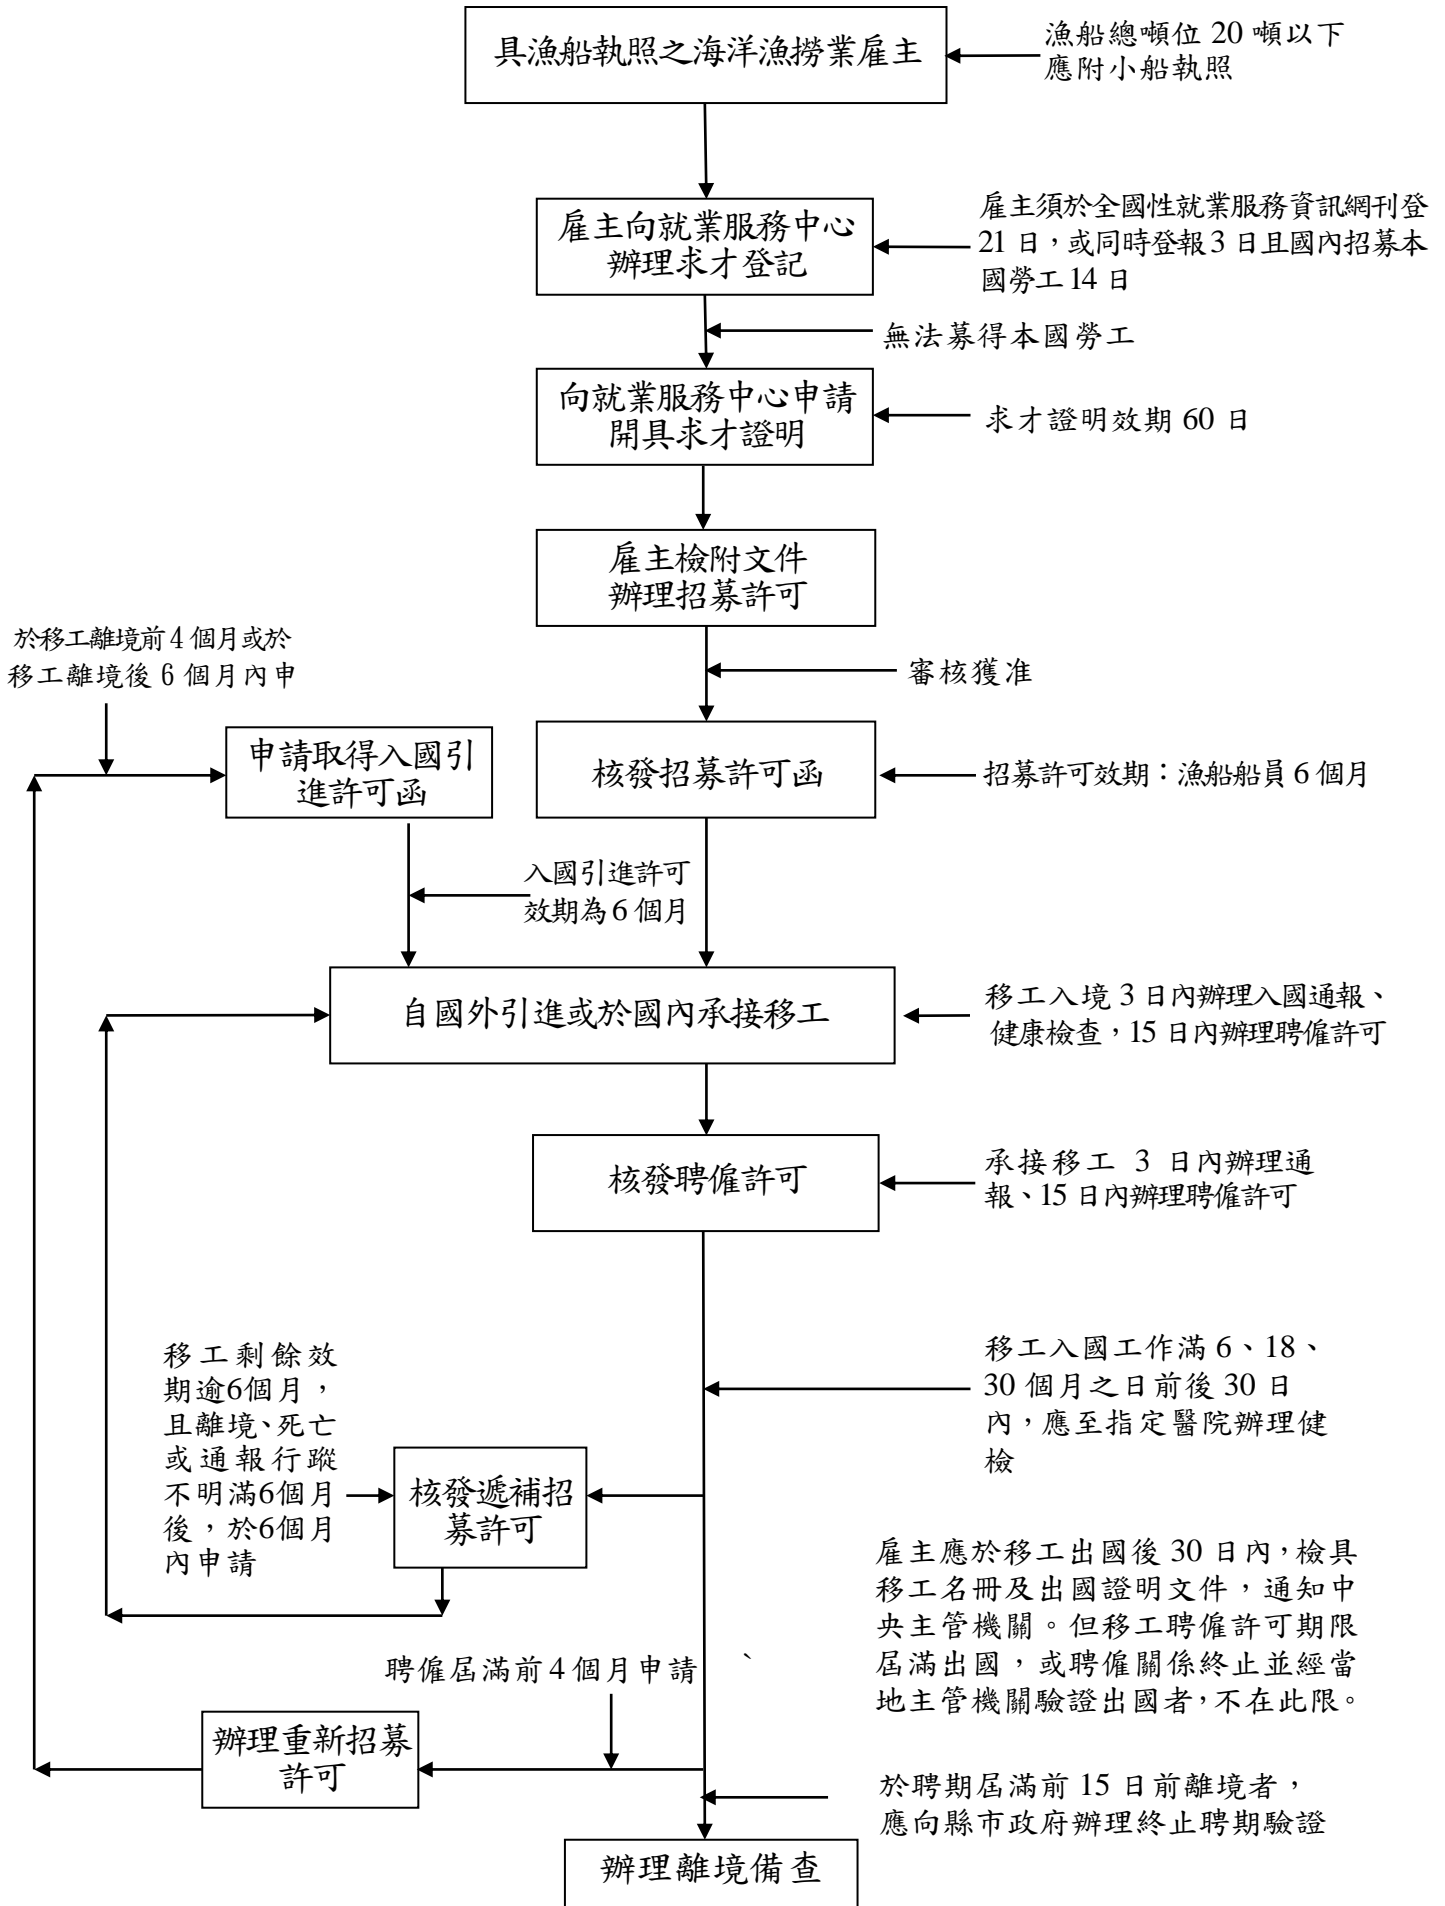 具漁船執照之海洋漁撈業雇主
漁船總噸位 20 噸以下
應附小船執照
雇主向就業服務中心
辦理求才登記
雇主須於全國性就業服務資訊網刊登
21 日，或同時登報 3 日且國內招募本
國勞工 14 日
無法募得本國勞工
向就業服務中心申請
開具求才證明
求才證明效期 60 日
雇主檢附文件
辦理招募許可
審核獲准
於移工離境前 4 個月或於
移工離境後 6 個月內申
申請取得入國引
進許可函
核發招募許可函
招募許可效期：漁船船員 6 個月
入國引進許可
效期為 6 個月
自國外引進或於國內承接移工
移工入境 3 日內辦理入國通報、
健康檢查，15 日內辦理聘僱許可
核發聘僱許可
承接移工 3 日內辦理通
報、15 日內辦理聘僱許可
移工入國工作滿 6、18、
30 個月之日前後 30 日
內，應至指定醫院辦理健
檢
移工剩餘效
期逾6個月，
且離境、死亡
或通報行蹤
不明滿6個月
後，於6個月
內申請
核發遞補招
募許可
雇主應於移工出國後 30 日內，檢具
移工名冊及出國證明文件，通知中
央主管機關。但移工聘僱許可期限
屆滿出國，或聘僱關係終止並經當
地主管機關驗證出國者，不在此限。
聘僱屆滿前 4 個月申請 、
辦理重新招募
許可
於聘期屆滿前 15 日前離境者，
應向縣市政府辦理終止聘期驗證
辦理離境備查